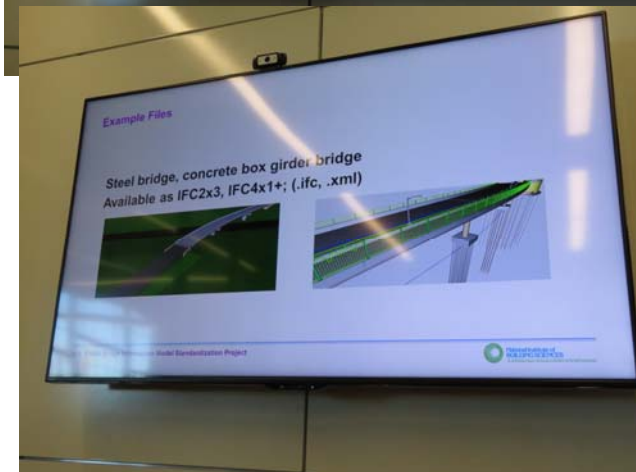 Example Files
Steel bridge, concrete box girder bridge
Available as IFC2x3, IFC4x1+; (.ifc, .xml)
Model Standardization Project
National Institute of
BUILDING SCIENCES